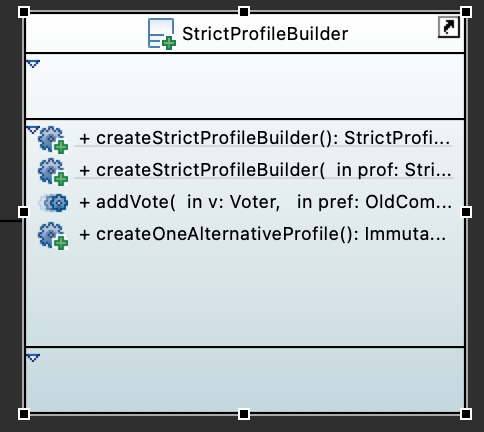 StrictProfileBuilder
+ createStrictProfileBuilder(): StrictProfi...
+ createStrictProfileBuilder(  in prof: Stri...
+ addVote(  in v: Voter,   in pref: OldCom...
+ createOneAlternativeProfile(): Immuta...